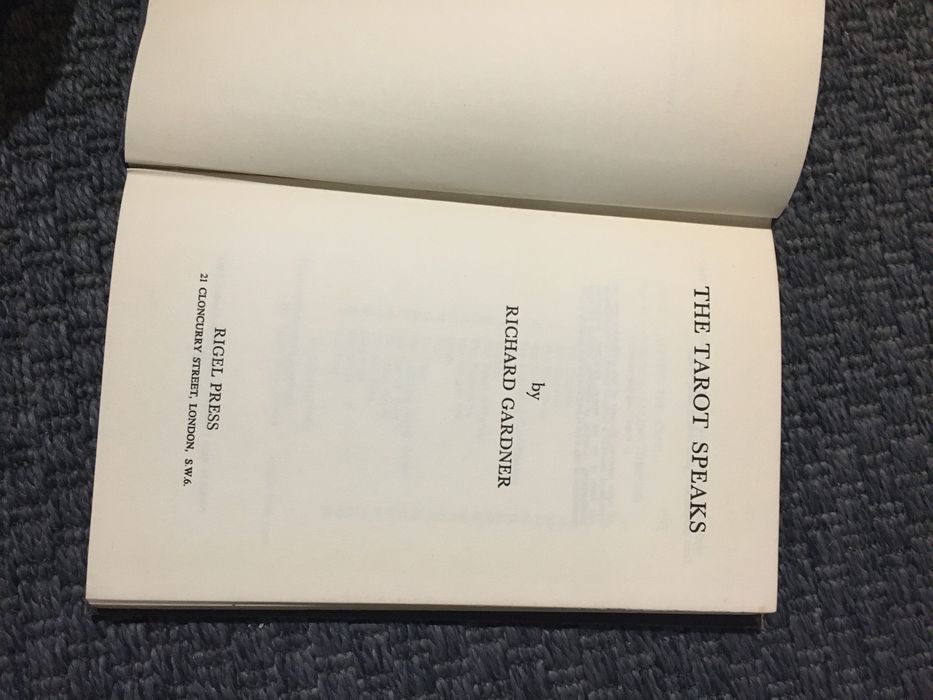 THE TAROT SPEAKS
by
RICHARD GARDNER
RIGEL PRESS
21 CLONCURRY STREET, LONDON, S.W.6.